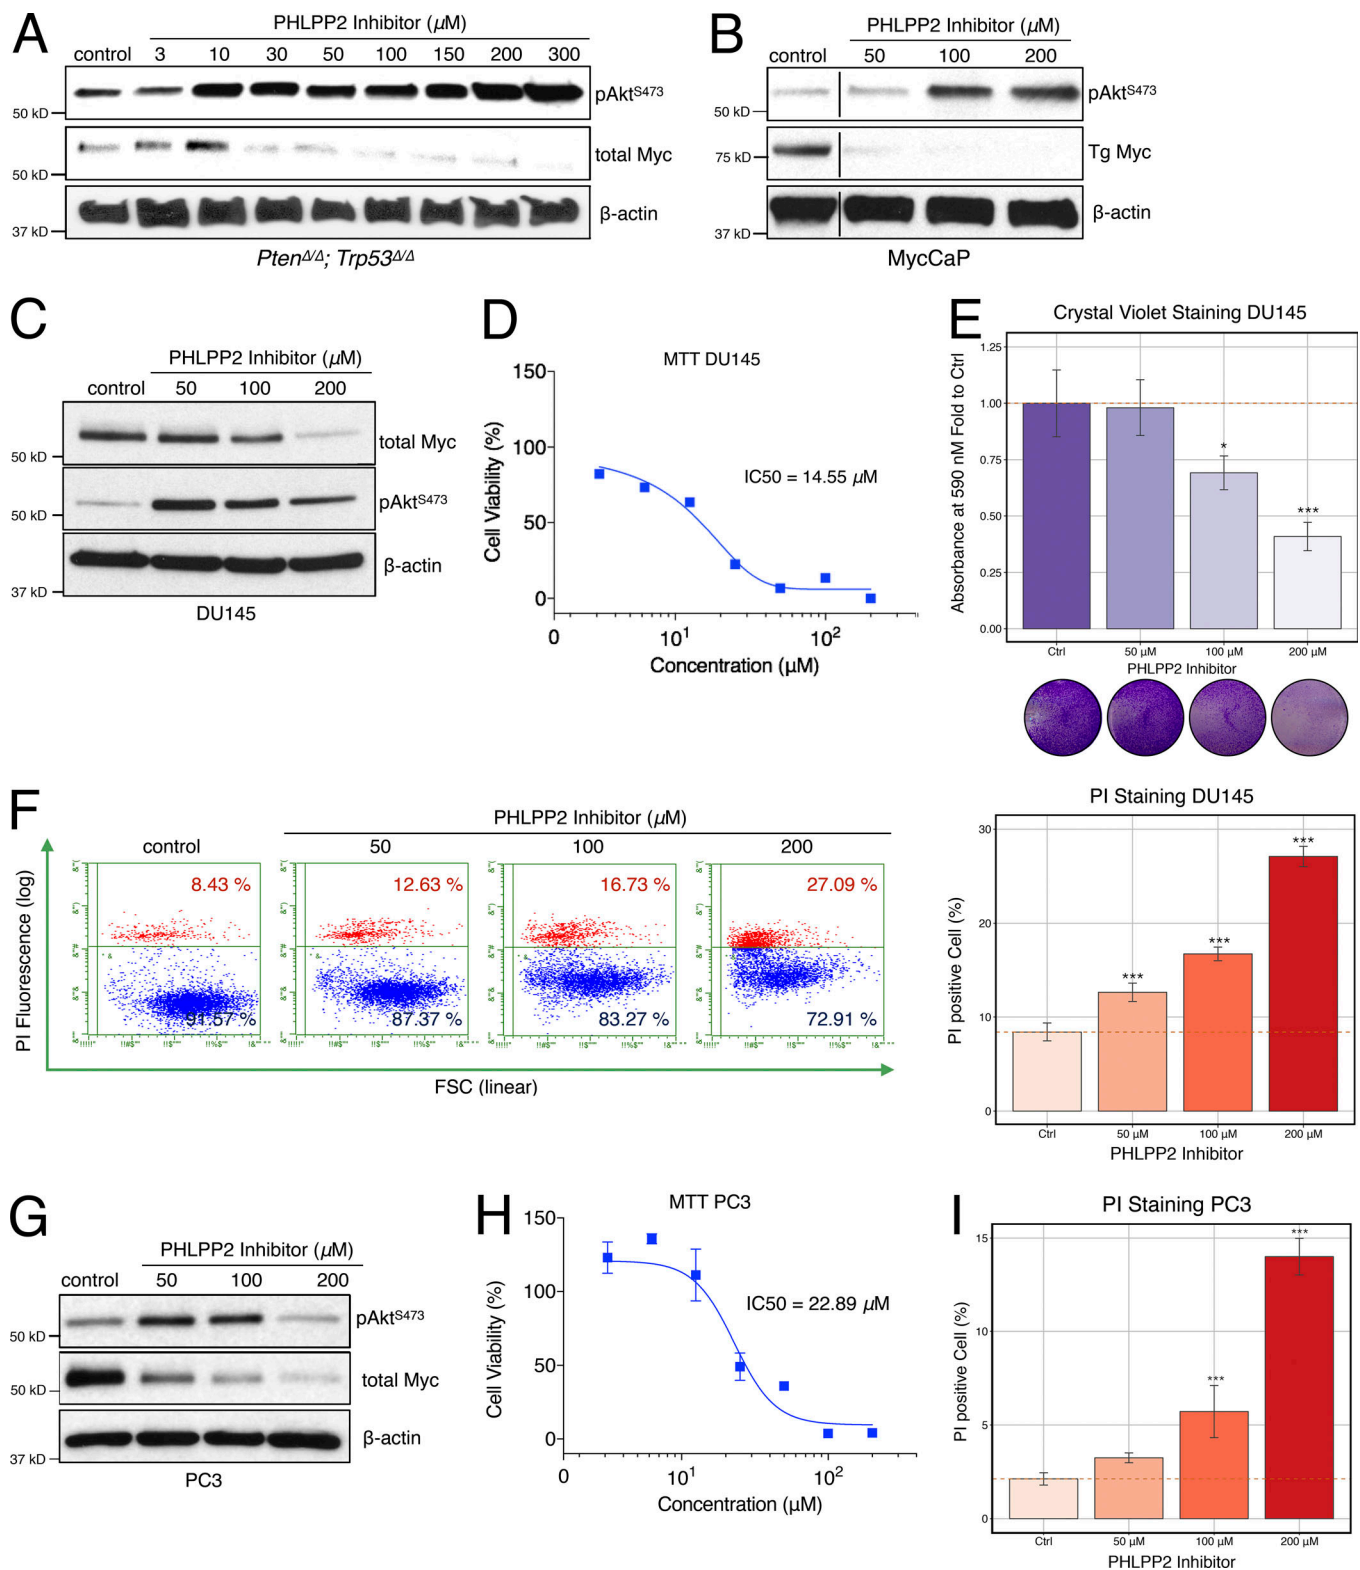 A
PHLPP2 Inhibitor (µM)
control 3 10 30 50 100 150 200 300
pAktS473
50 kD
total Myc
50 kD
β-actin
37 kD
PtenΔ/Δ; Trp53Δ/Δ
B
PHLPP2 Inhibitor (µM)
control 50 100 200
pAktS473
50 kD
75 kD
Tg Myc
β-actin
37 kD
MycCaP
C
PHLPP2 Inhibitor (µM)
control 50 100 200
total Myc
50 kD
pAktS473
50 kD
β-actin
37 kD
DU145
D
MTT DU145
150
100
50
0
Cell Viability (%)
IC50 = 14.55 µM
0 10¹ 10²
Concentration (µM)
E
Crystal Violet Staining DU145
Absorbance at 590 nM Fold to Ctrl
1.25
1.00
0.75
0.50
0.25
0.00
*
***
Ctrl 50 µM 100 µM 200 µM
PHLPP2 Inhibitor
F
PHLPP2 Inhibitor (µM)
control 50 100 200
PI Fluorescence (log)
8.43 % 12.63 % 16.73 % 27.09 %
91.57 % 87.37 % 83.27 % 72.91 %
FSC (linear)
PI Staining DU145
PI positive Cell (%)
30
20
10
0
*** *** ***
Ctrl 50 µM 100 µM 200 µM
PHLPP2 Inhibitor
G
PHLPP2 Inhibitor (µM)
control 50 100 200
pAktS473
50 kD
total Myc
50 kD
β-actin
37 kD
PC3
H
MTT PC3
150
100
50
0
Cell Viability (%)
IC50 = 22.89 µM
0 10¹ 10²
Concentration (µM)
I
PI Staining PC3
PI positive Cell (%)
15
10
5
0
*** ***
Ctrl 50 µM 100 µM 200 µM
PHLPP2 Inhibitor